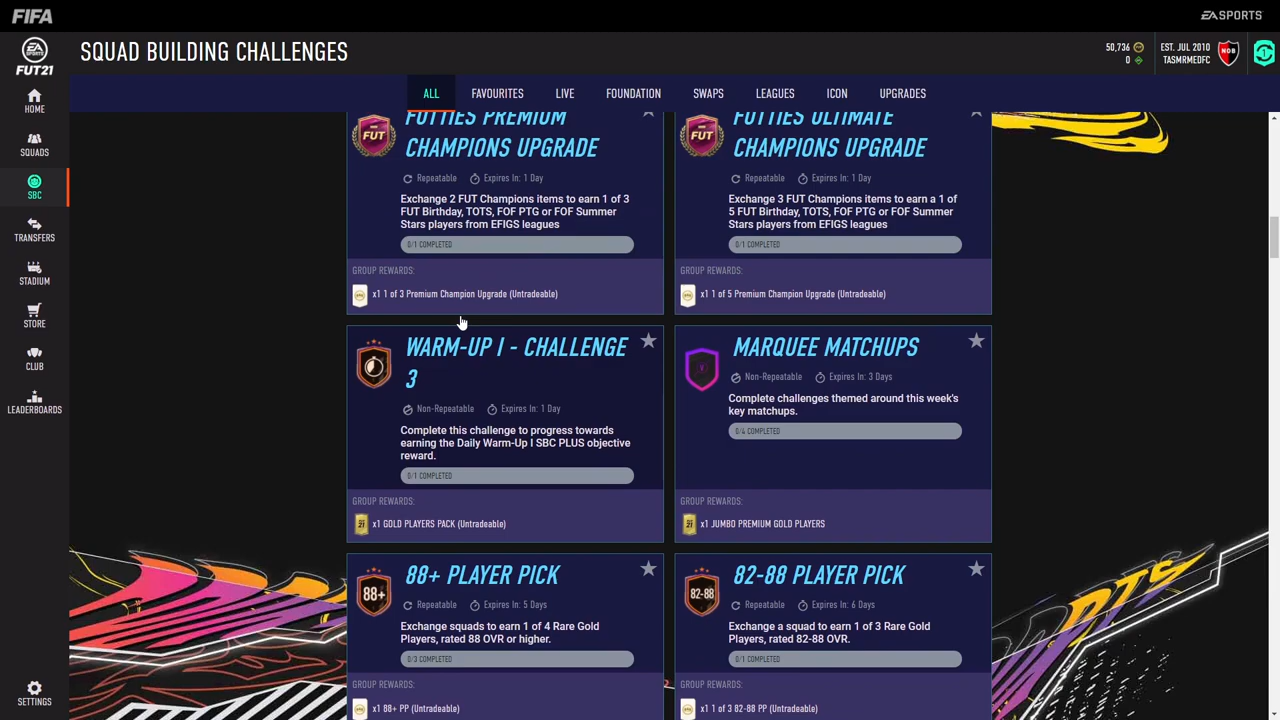 FIFA
EA SPORTS
EA SPORTS
FUT21
SQUAD BUILDING CHALLENGES
50,736
0
EST. JUL 2010
TASMRMEDFC
NOB
ALL
FAVOURITES
LIVE
FOUNDATION
SWAPS
LEAGUES
ICON
UPGRADES
HOME
SQUADS
SBC
TRANSFERS
STADIUM
STORE
CLUB
LEADERBOARDS
SETTINGS
FUT
FUTTIES PREMIUM
CHAMPIONS UPGRADE
Repeatable
Expires In: 1 Day
Exchange 2 FUT Champions items to earn 1 of 3
FUT Birthday, TOTS, FOF PTG or FOF Summer
Stars players from EFIGS leagues
0/1 COMPLETED
GROUP REWARDS:
x1 1 of 3 Premium Champion Upgrade (Untradeable)
FUT
FUTTIES ULTIMATE
CHAMPIONS UPGRADE
Repeatable
Expires In: 1 Day
Exchange 3 FUT Champions items to earn a 1 of
5 FUT Birthday, TOTS, FOF PTG or FOF Summer
Stars players from EFIGS leagues
0/1 COMPLETED
GROUP REWARDS:
x1 1 of 5 Premium Champion Upgrade (Untradeable)
WARM-UP I - CHALLENGE
3
Non-Repeatable
Expires In: 1 Day
Complete this challenge to progress towards
earning the Daily Warm-Up I SBC PLUS objective
reward.
0/1 COMPLETED
GROUP REWARDS:
x1 GOLD PLAYERS PACK (Untradeable)
MARQUEE MATCHUPS
Non-Repeatable
Expires In: 3 Days
Complete challenges themed around this week's
key matchups.
0/4 COMPLETED
GROUP REWARDS:
x1 JUMBO PREMIUM GOLD PLAYERS
88+
88+ PLAYER PICK
Repeatable
Expires In: 5 Days
Exchange squads to earn 1 of 4 Rare Gold
Players, rated 88 OVR or higher.
0/3 COMPLETED
GROUP REWARDS:
x1 88+ PP (Untradeable)
82-88
82-88 PLAYER PICK
Repeatable
Expires In: 6 Days
Exchange a squad to earn 1 of 3 Rare Gold
Players, rated 82-88 OVR.
0/1 COMPLETED
GROUP REWARDS:
x1 1 of 3 82-88 PP (Untradeable)